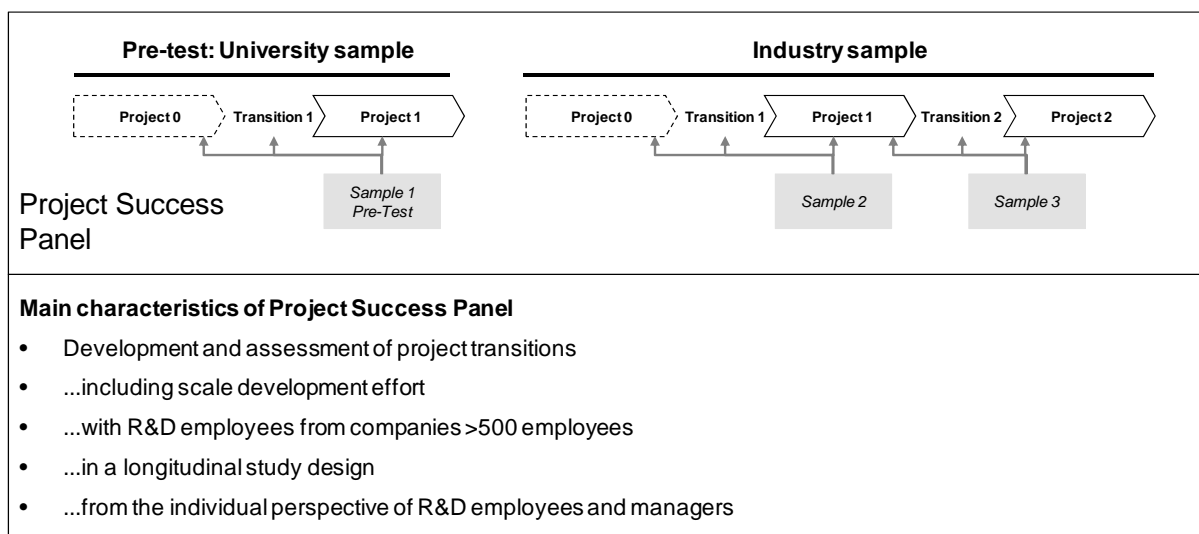 Pre-test: University sample
Industry sample
Project 0
Transition 1
Project 1
Project 0
Transition 1
Project 1
Transition 2
Project 2
Sample 1
Pre-Test
Sample 2
Sample 3
Project Success
Panel
Main characteristics of Project Success Panel
• Development and assessment of project transitions
• ...including scale development effort
• ...with R&D employees from companies >500 employees
• ...in a longitudinal study design
• ...from the individual perspective of R&D employees and managers